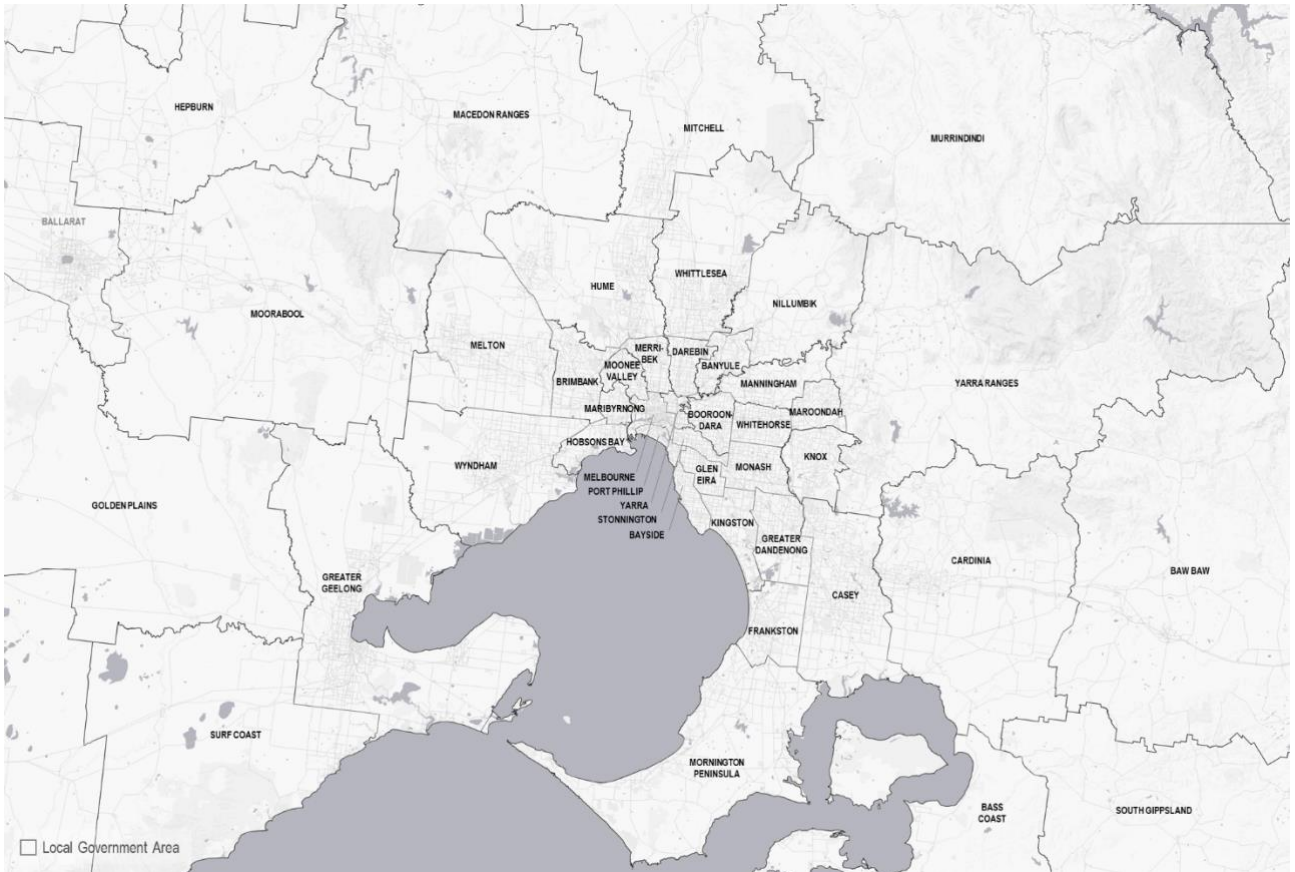 HEPBURN
MACEDON RANGES
MITCHELL
MURRINDINDI
BALLARAT
WHITTLESEA
HUME
NILLUMBIK
MOORABOOL
MELTON
MERRI-
BEK
DAREBIN
MOONEE
VALLEY
BANYULE
BRIMBANK
MANNINGHAM
YARRA RANGES
MARIBYRNONG
BOOROON-
DARA
MAROONDAH
WHITEHORSE
HOBSONS BAY
WYNDHAM
GLEN
EIRA
MONASH
KNOX
MELBOURNE
PORT PHILLIP
YARRA
STONNINGTON
BAYSIDE
GOLDEN PLAINS
KINGSTON
GREATER
DANDENONG
CARDINIA
BAW BAW
GREATER
GEELONG
CASEY
FRANKSTON
SURF COAST
MORNINGTON
PENINSULA
BASS
COAST
SOUTH GIPPSLAND
Local Government Area